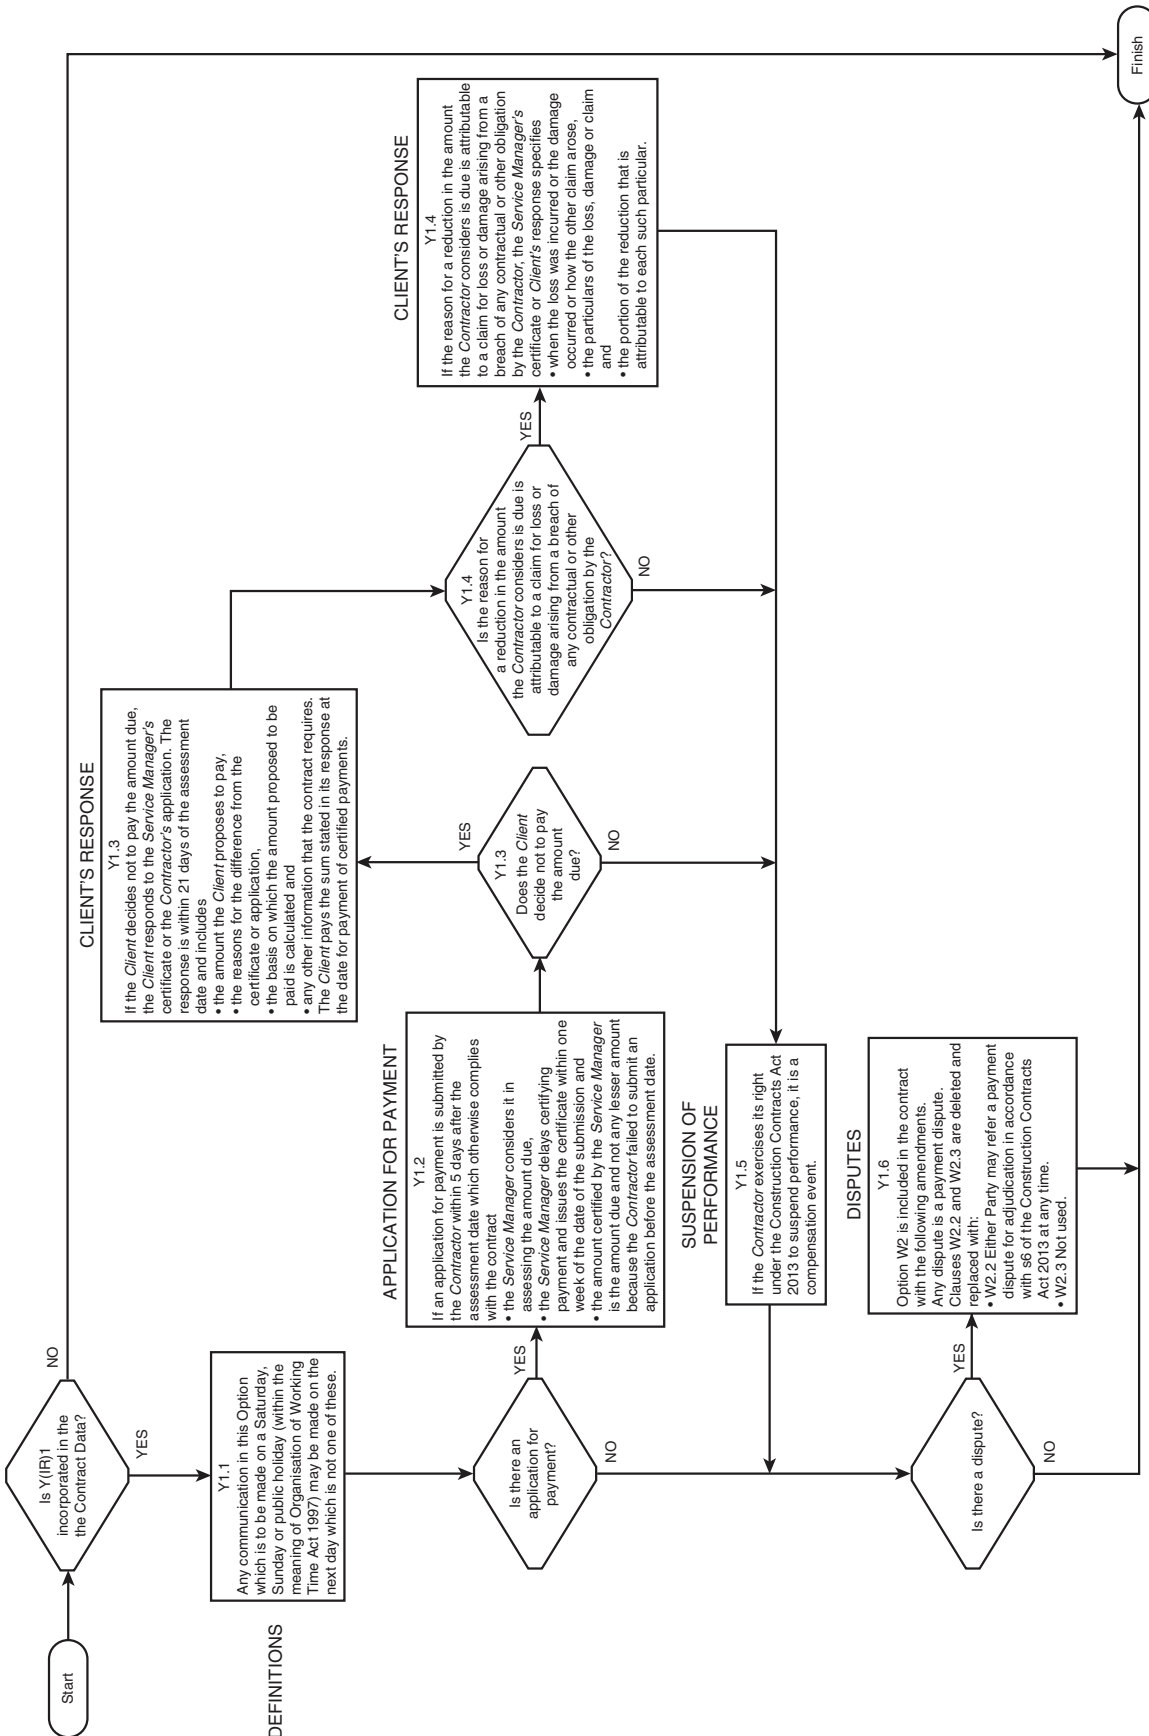 Start
Is Y(IR)1
incorporated in the
the Contract Data?
NO
YES
DEFINITIONS
Y1.1
Any communication in this Option
which is to be made on a Saturday,
Sunday or public holiday (within the
meaning of Organisation of Working
Time Act 1997) may be made on the
next day which is not one of these.
Is there an
application for
payment?
YES
NO
APPLICATION FOR PAYMENT
Y1.2
If an application for payment is submitted by
the Contractor within 5 days after the
assessment date which otherwise complies
with the contract
• the Service Manager considers it in
assessing the amount due,
• the Service Manager delays certifying
payment and issues the certificate within one
week of the date of the submission and
• the amount certified by the Service Manager
is the amount due and not any lesser amount
because the Contractor failed to submit an
application before the assessment date.
Y1.3
Does the Client
decide not to pay
the amount
due?
YES
NO
CLIENT'S RESPONSE
Y1.3
If the Client decides not to pay the amount due,
the Client responds to the Service Manager's
certificate or the Contractor's application. The
response is within 21 days of the assessment
date and includes
• the amount the Client proposes to pay,
• the reasons for the difference from the
certificate or application,
• the basis on which the amount proposed to be
paid is calculated and
• any other information that the contract requires.
The Client pays the sum stated in its response at
the date for payment of certified payments.
Y1.4
Is the reason for
a reduction in the amount
the Contractor considers is due is
attributable to a claim for loss or
damage arising from a breach of
any contractual or other
obligation by the
Contractor?
YES
NO
CLIENT'S RESPONSE
Y1.4
If the reason for a reduction in the amount
the Contractor considers is due is attributable
to a claim for loss or damage arising from a
breach of any contractual or other obligation
by the Contractor, the Service Manager's
certificate or Client's response specifies
• when the loss was incurred or the damage
occurred or how the other claim arose,
• the particulars of the loss, damage or claim
and
• the portion of the reduction that is
attributable to each such particular.
SUSPENSION OF
PERFORMANCE
Y1.5
If the Contractor exercises its right
under the Construction Contracts Act
2013 to suspend performance, it is a
compensation event.
Is there a dispute?
YES
NO
DISPUTES
Y1.6
Option W2 is included in the contract
with the following amendments.
Any dispute is a payment dispute.
Clauses W2.2 and W2.3 are deleted and
replaced with:
• W2.2 Either Party may refer a payment
dispute for adjudication in accordance
with s6 of the Construction Contracts
Act 2013 at any time.
• W2.3 Not used.
Finish